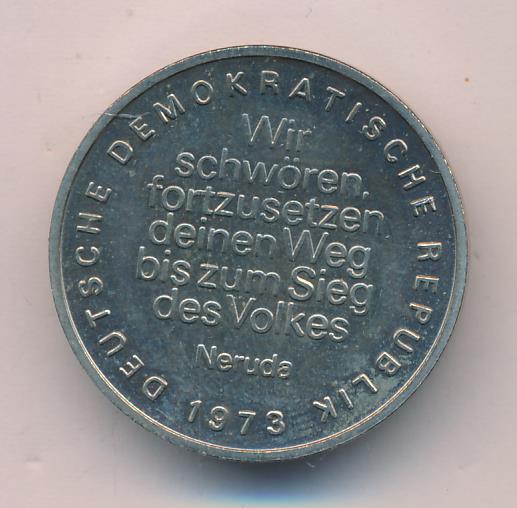 DEUTSCHE DEMOKRATISCHE REPUBLIK
Wir
schwören,
fortzusetzen
deinen Weg
bis zum Sieg
des Volkes
Neruda
1973